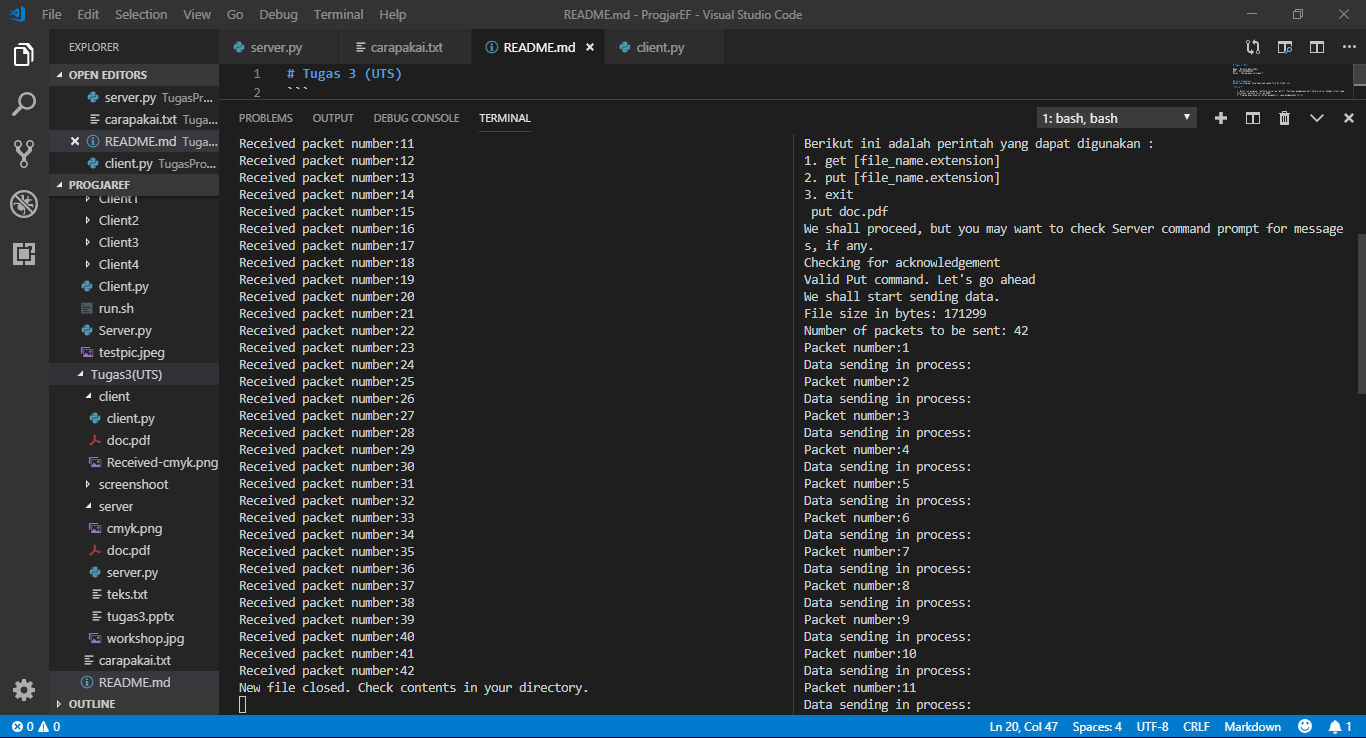 File Edit Selection View Go Debug Terminal Help
README.md - ProgjarEF - Visual Studio Code
EXPLORER
OPEN EDITORS
server.py TugasPr...
carapakai.txt Tugas...
README.md Tugas...
client.py TugasPro...
PROGJAREF
Client1
Client2
Client3
Client4
Client.py
run.sh
Server.py
testpic.jpeg
Tugas3(UTS)
client
client.py
doc.pdf
Received-cmyk.png
screenshoot
server
cmyk.png
doc.pdf
server.py
teks.txt
tugas3.pptx
workshop.jpg
carapakai.txt
README.md
OUTLINE
server.py carapakai.txt README.md client.py
1 # Tugas 3 (UTS)
2 ```
PROBLEMS OUTPUT DEBUG CONSOLE TERMINAL
1: bash, bash
Received packet number:11
Received packet number:12
Received packet number:13
Received packet number:14
Received packet number:15
Received packet number:16
Received packet number:17
Received packet number:18
Received packet number:19
Received packet number:20
Received packet number:21
Received packet number:22
Received packet number:23
Received packet number:24
Received packet number:25
Received packet number:26
Received packet number:27
Received packet number:28
Received packet number:29
Received packet number:30
Received packet number:31
Received packet number:32
Received packet number:33
Received packet number:34
Received packet number:35
Received packet number:36
Received packet number:37
Received packet number:38
Received packet number:39
Received packet number:40
Received packet number:41
Received packet number:42
New file closed. Check contents in your directory.
Berikut ini adalah perintah yang dapat digunakan :
1. get [file_name.extension]
2. put [file_name.extension]
3. exit
put doc.pdf
We shall proceed, but you may want to check Server command prompt for message
s, if any.
Checking for acknowledgement
Valid Put command. Let's go ahead
We shall start sending data.
File size in bytes: 171299
Number of packets to be sent: 42
Packet number:1
Data sending in process:
Packet number:2
Data sending in process:
Packet number:3
Data sending in process:
Packet number:4
Data sending in process:
Packet number:5
Data sending in process:
Packet number:6
Data sending in process:
Packet number:7
Data sending in process:
Packet number:8
Data sending in process:
Packet number:9
Data sending in process:
Packet number:10
Data sending in process:
Packet number:11
Data sending in process:
0 0
Ln 20, Col 47 Spaces: 4 UTF-8 CRLF Markdown 1